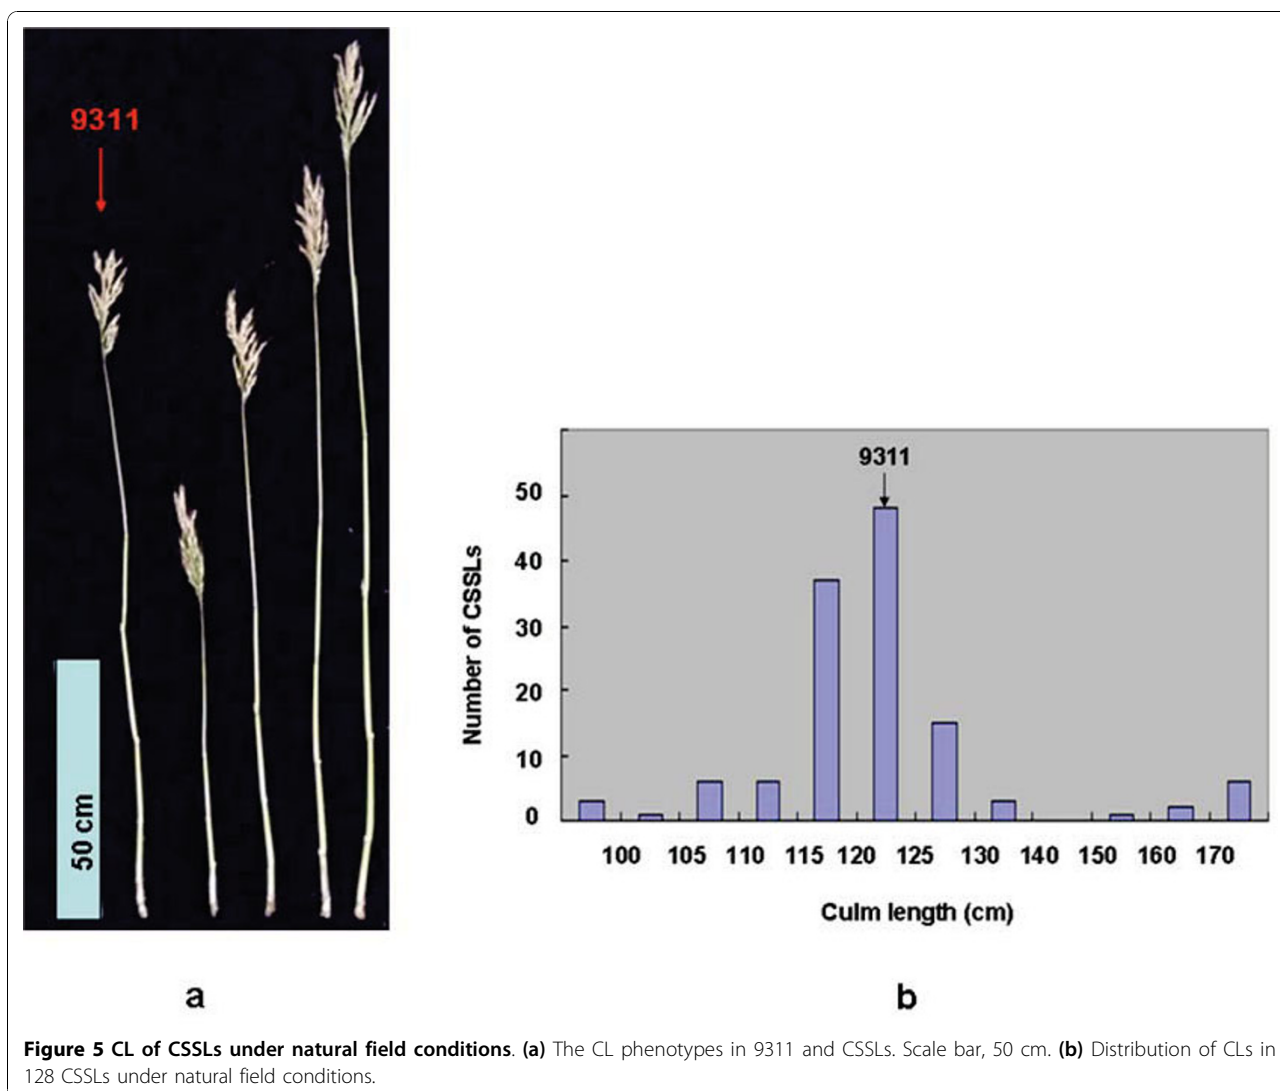 9311
50 cm
a
9311
50
40
30
20
10
0
Number of CSSLs
100 105 110 115 120 125 130 140 150 160 170
Culm length (cm)
b
Figure 5 CL of CSSLs under natural field conditions. (a) The CL phenotypes in 9311 and CSSLs. Scale bar, 50 cm. (b) Distribution of CLs in
128 CSSLs under natural field conditions.